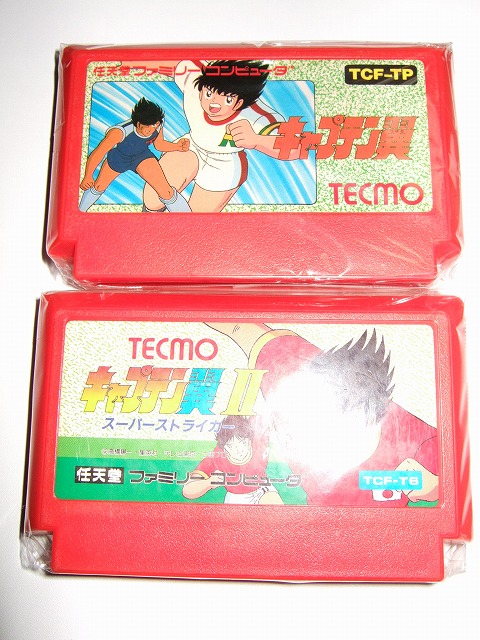 任天堂ファミリーコンピュータ
TCF-TP
キャプテン翼
TECMO
TECMO
キャプテン翼II
スーパーストライカー
任天堂 ファミリーコンピュータ
TCF-T6